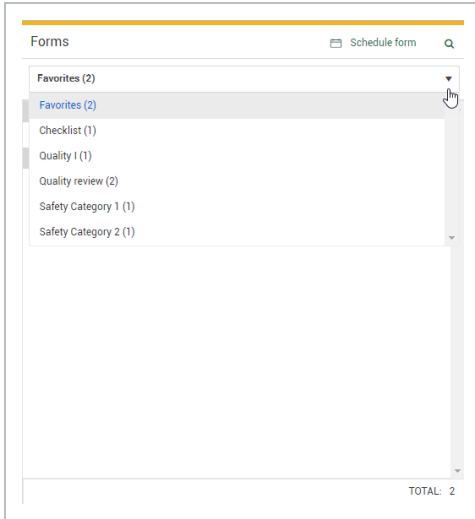 Forms Schedule form
Favorites (2)
Favorites (2)
Checklist (1)
Quality I (1)
Quality review (2)
Safety Category 1 (1)
Safety Category 2 (1)
TOTAL: 2